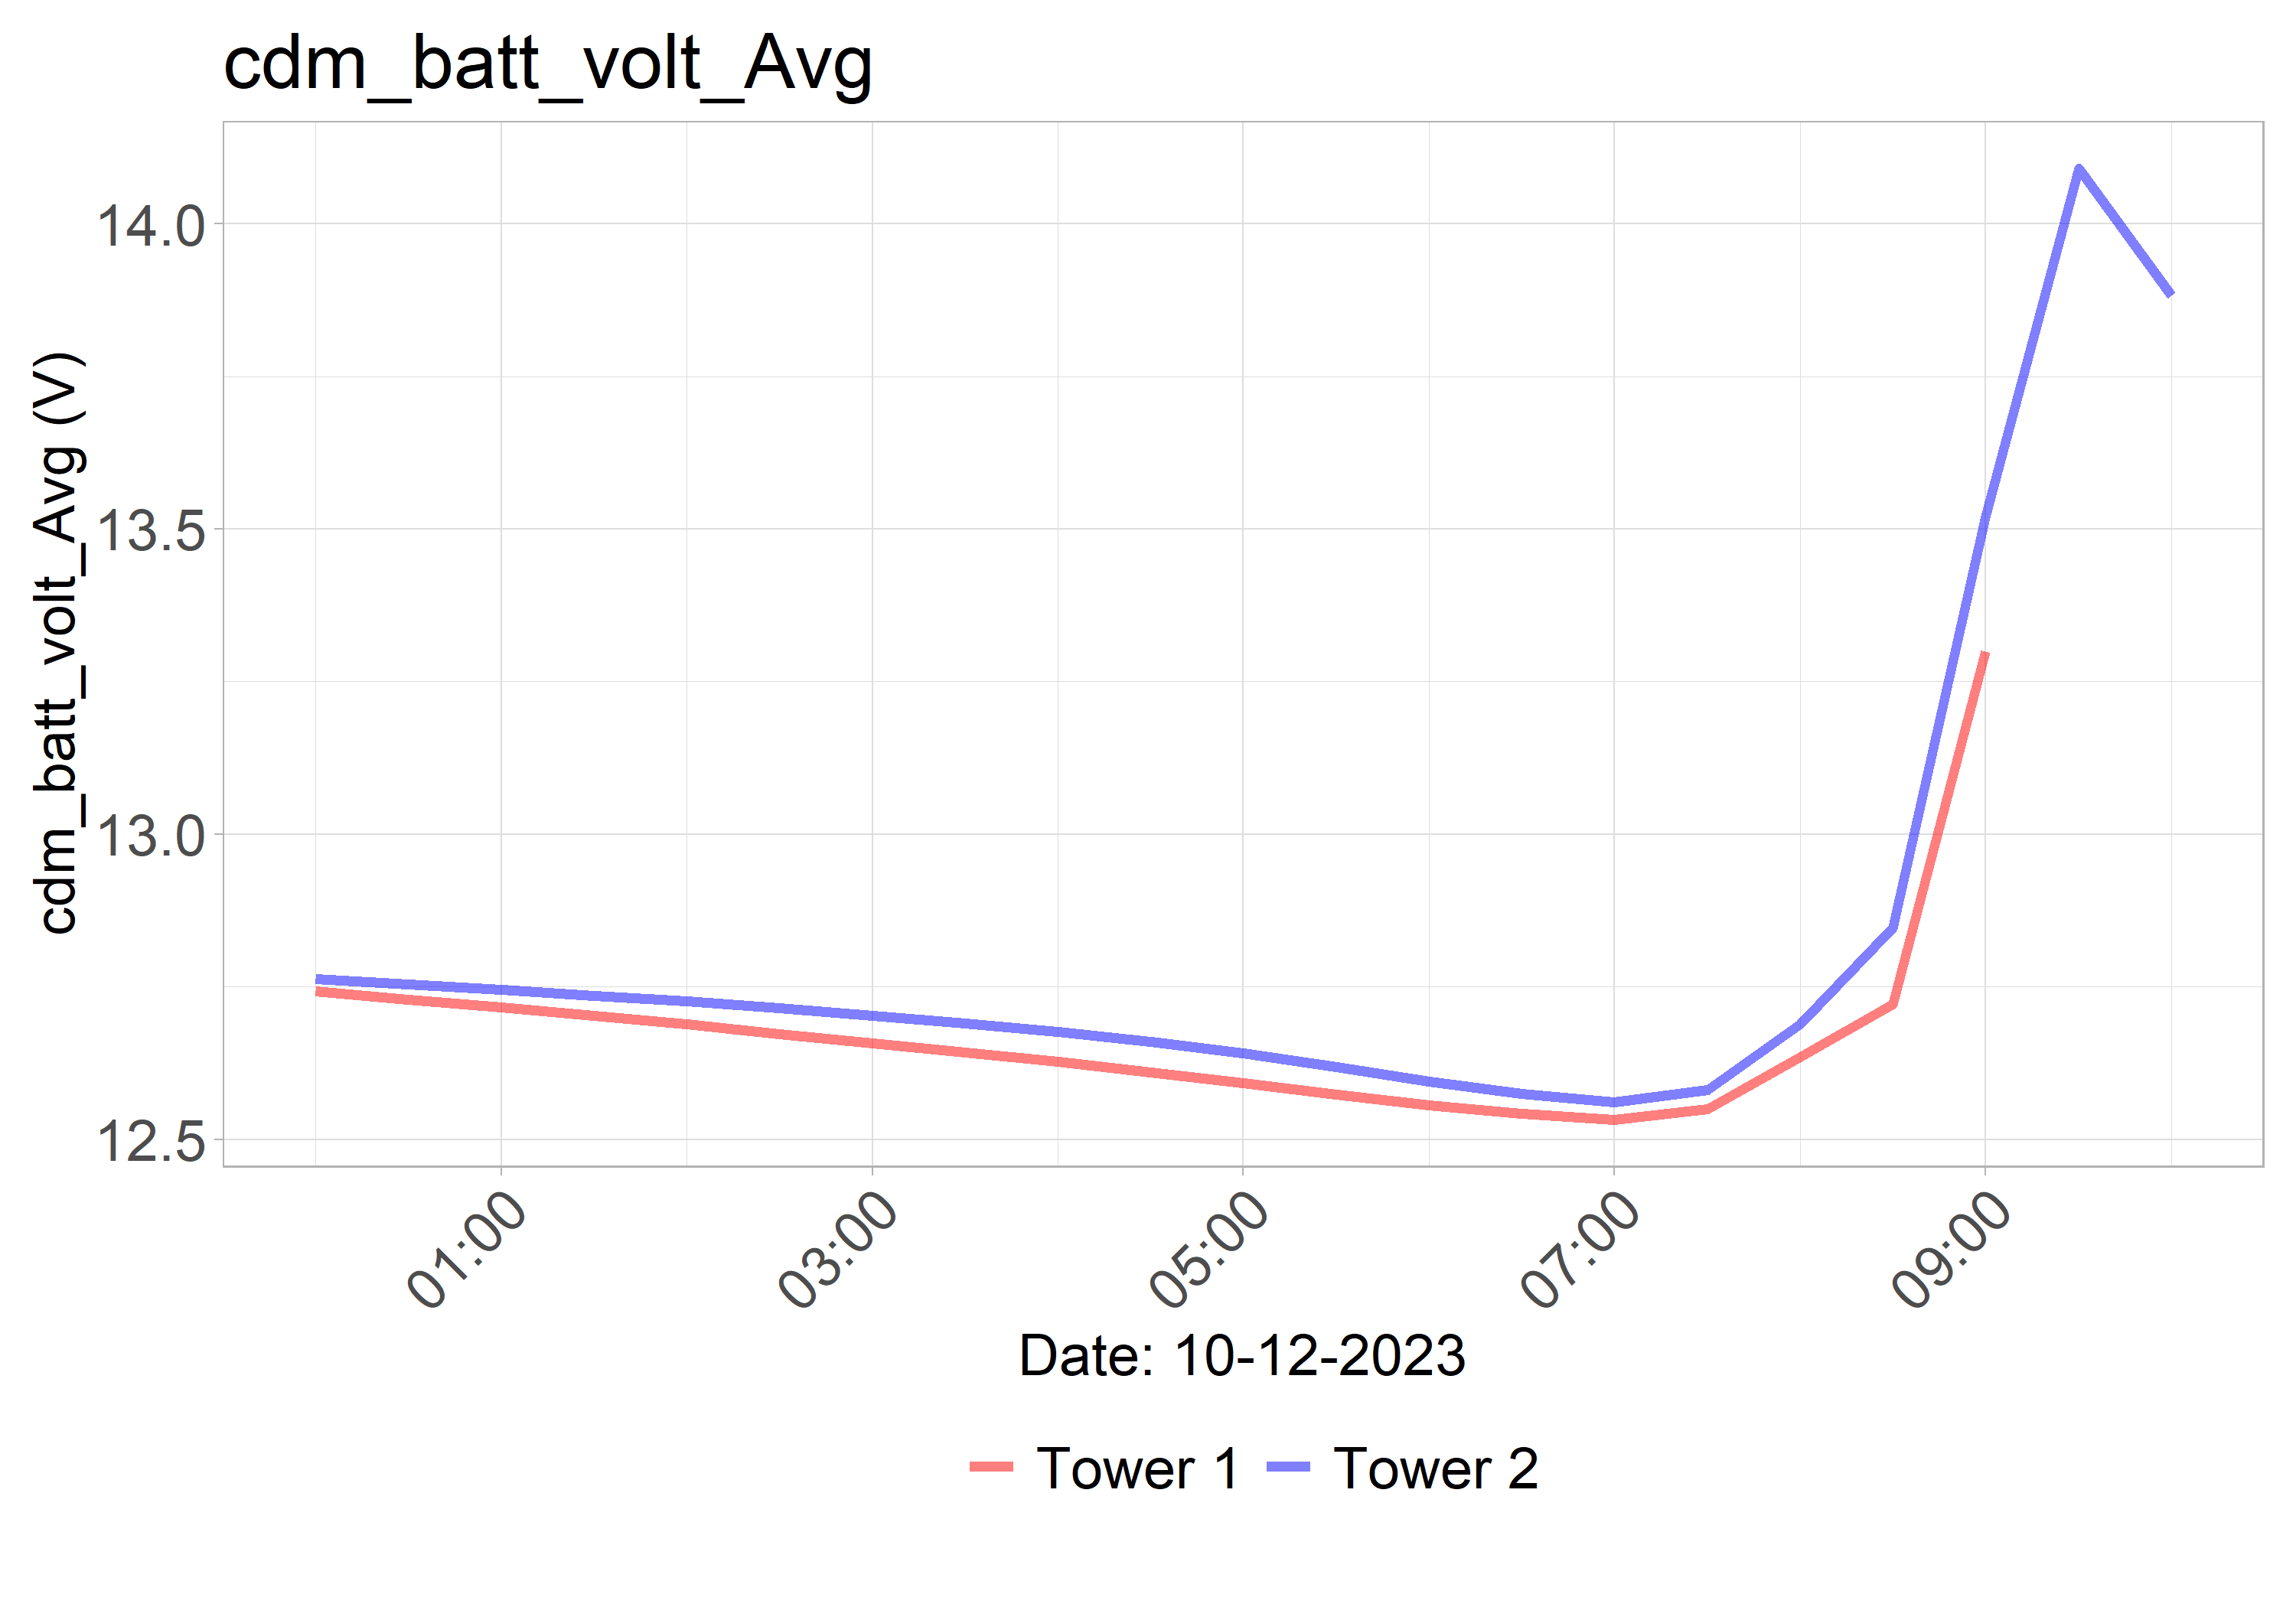 cdm_batt_volt_Avg
cdm_batt_volt_Avg (V)
14.0
13.5
13.0
12.5
01:00
03:00
05:00
07:00
09:00
Date: 10-12-2023
Tower 1
Tower 2